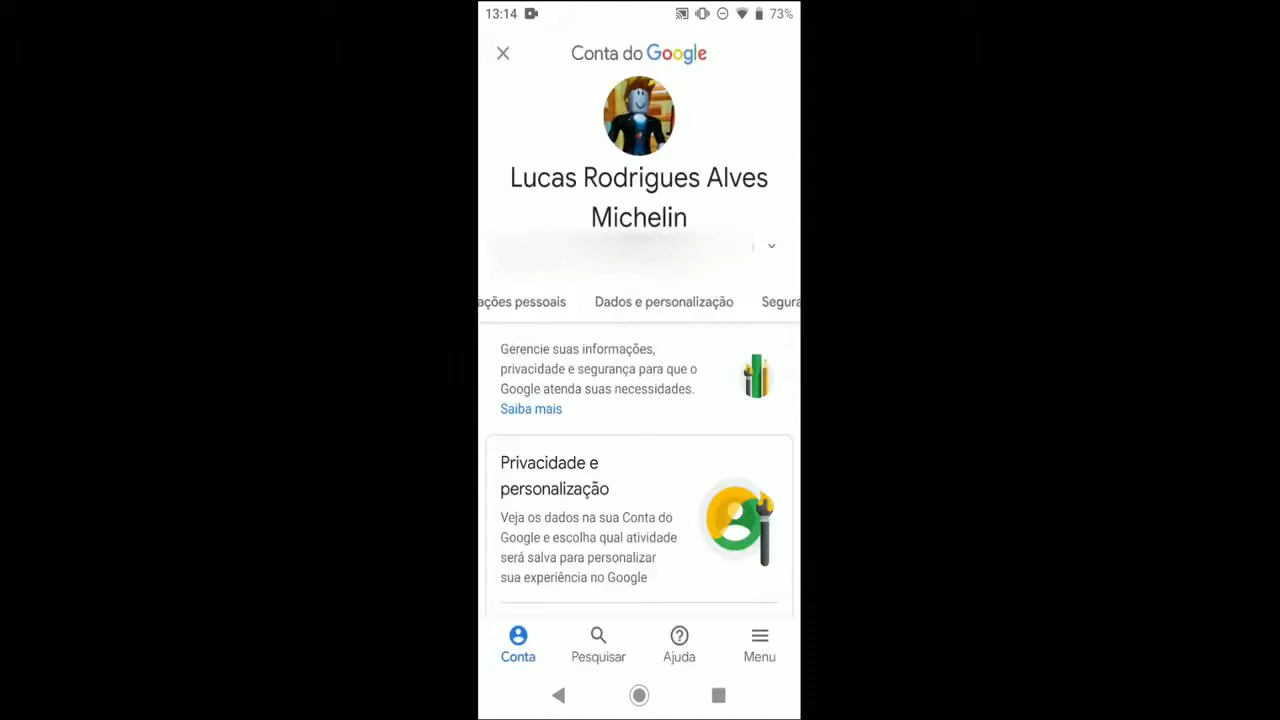 13:14
73%
Conta do Google
Lucas Rodrigues Alves
Michelin
ações pessoais
Dados e personalização
Segura
Gerencie suas informações,
privacidade e segurança para que o
Google atenda suas necessidades.
Saiba mais
Privacidade e
personalização
Veja os dados na sua Conta do
Google e escolha qual atividade
será salva para personalizar
sua experiência no Google
Conta
Pesquisar
Ajuda
Menu